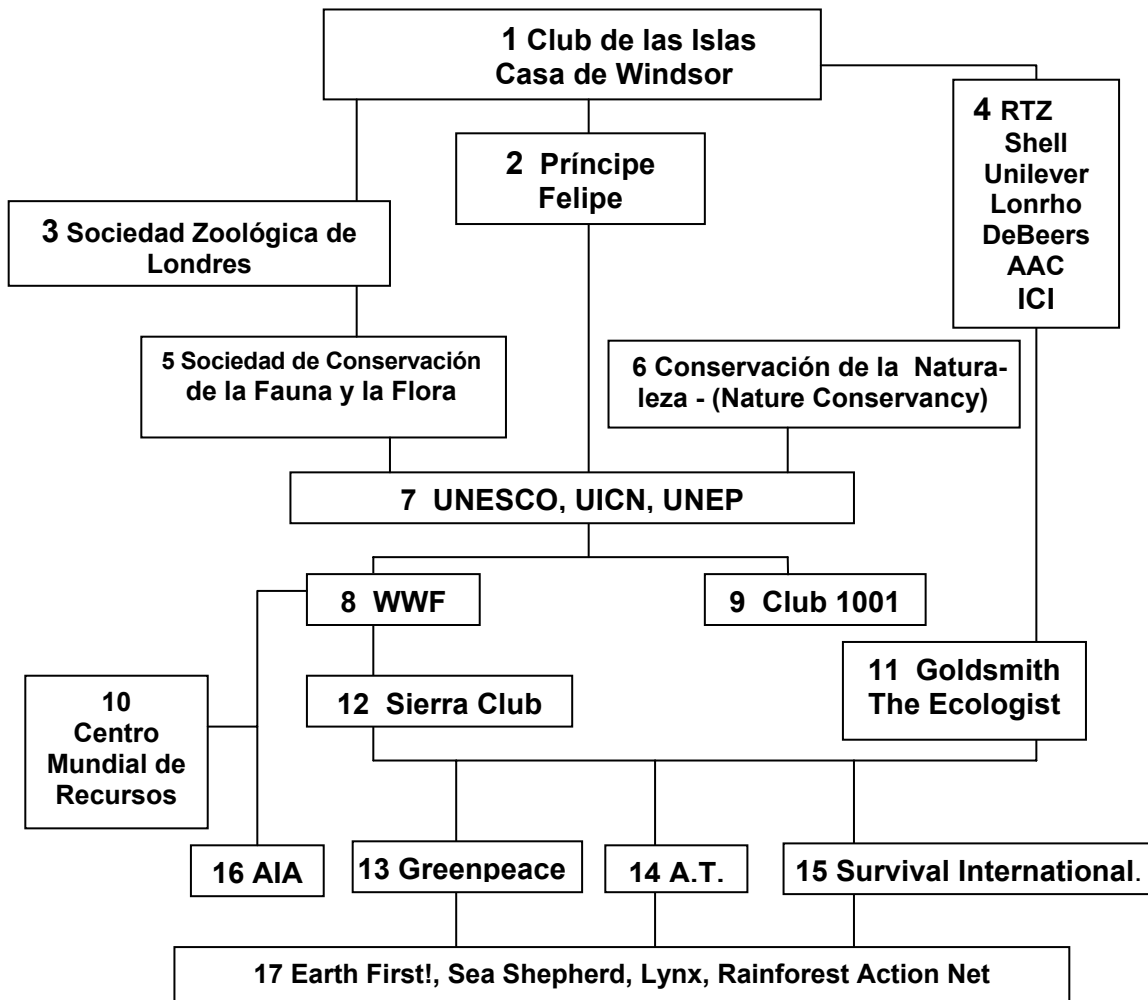 1 Club de las Islas
Casa de Windsor
2 Príncipe
Felipe
3 Sociedad Zoológica de
Londres
4 RTZ
Shell
Unilever
Lonrho
DeBeers
AAC
ICI
5 Sociedad de Conservación
de la Fauna y la Flora
6 Conservación de la Natura-
leza - (Nature Conservancy)
7 UNESCO, UICN, UNEP
8 WWF
9 Club 1001
10
Centro
Mundial de
Recursos
11 Goldsmith
The Ecologist
12 Sierra Club
16 AIA
13 Greenpeace
14 A.T.
15 Survival International.
17 Earth First!, Sea Shepherd, Lynx, Rainforest Action Net